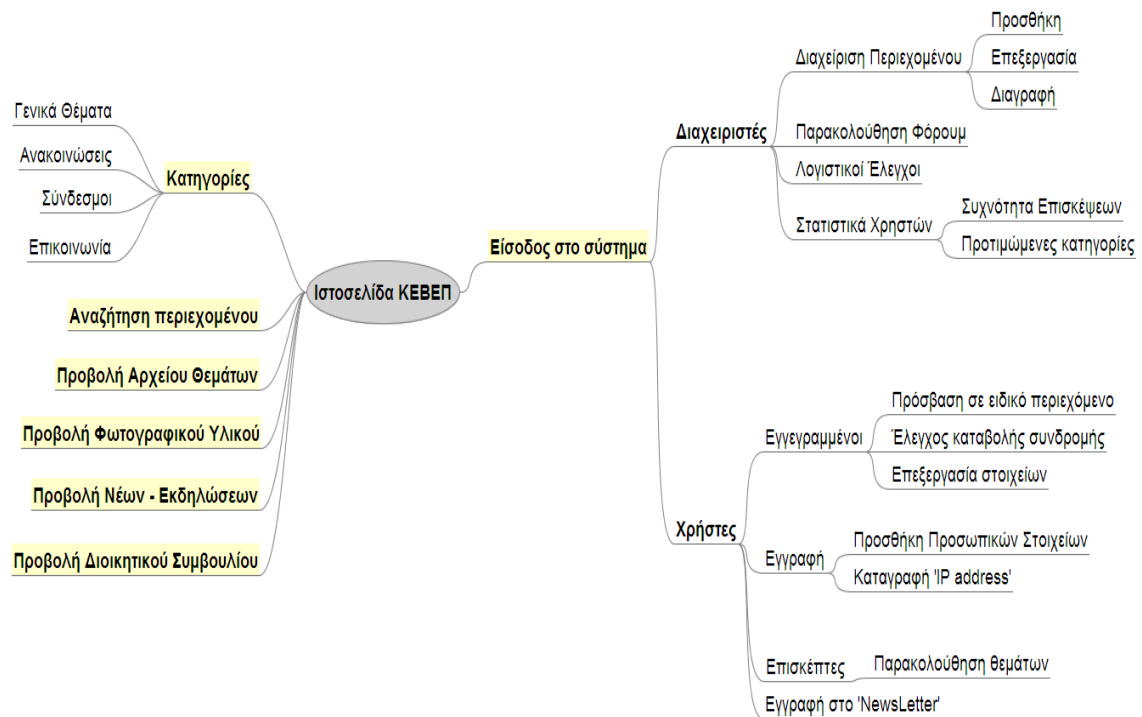 Ιστοσελίδα ΚΕΒΕΠ
Κατηγορίες
Γενικά Θέματα
Ανακοινώσεις
Σύνδεσμοι
Επικοινωνία
Αναζήτηση περιεχομένου
Προβολή Αρχείου Θεμάτων
Προβολή Φωτογραφικού Υλικού
Προβολή Νέων - Εκδηλώσεων
Προβολή Διοικητικού Συμβουλίου
Είσοδος στο σύστημα
Διαχειριστές
Διαχείριση Περιεχομένου
Προσθήκη
Επεξεργασία
Διαγραφή
Παρακολούθηση Φόρουμ
Λογιστικοί Έλεγχοι
Στατιστικά Χρηστών
Συχνότητα Επισκέψεων
Προτιμώμενες κατηγορίες
Χρήστες
Εγγεγραμμένοι
Πρόσβαση σε ειδικό περιεχόμενο
Έλεγχος καταβολής συνδρομής
Επεξεργασία στοιχείων
Εγγραφή
Προσθήκη Προσωπικών Στοιχείων
Καταγραφή 'IP address'
Επισκέπτες
Παρακολούθηση θεμάτων
Εγγραφή στο 'NewsLetter'